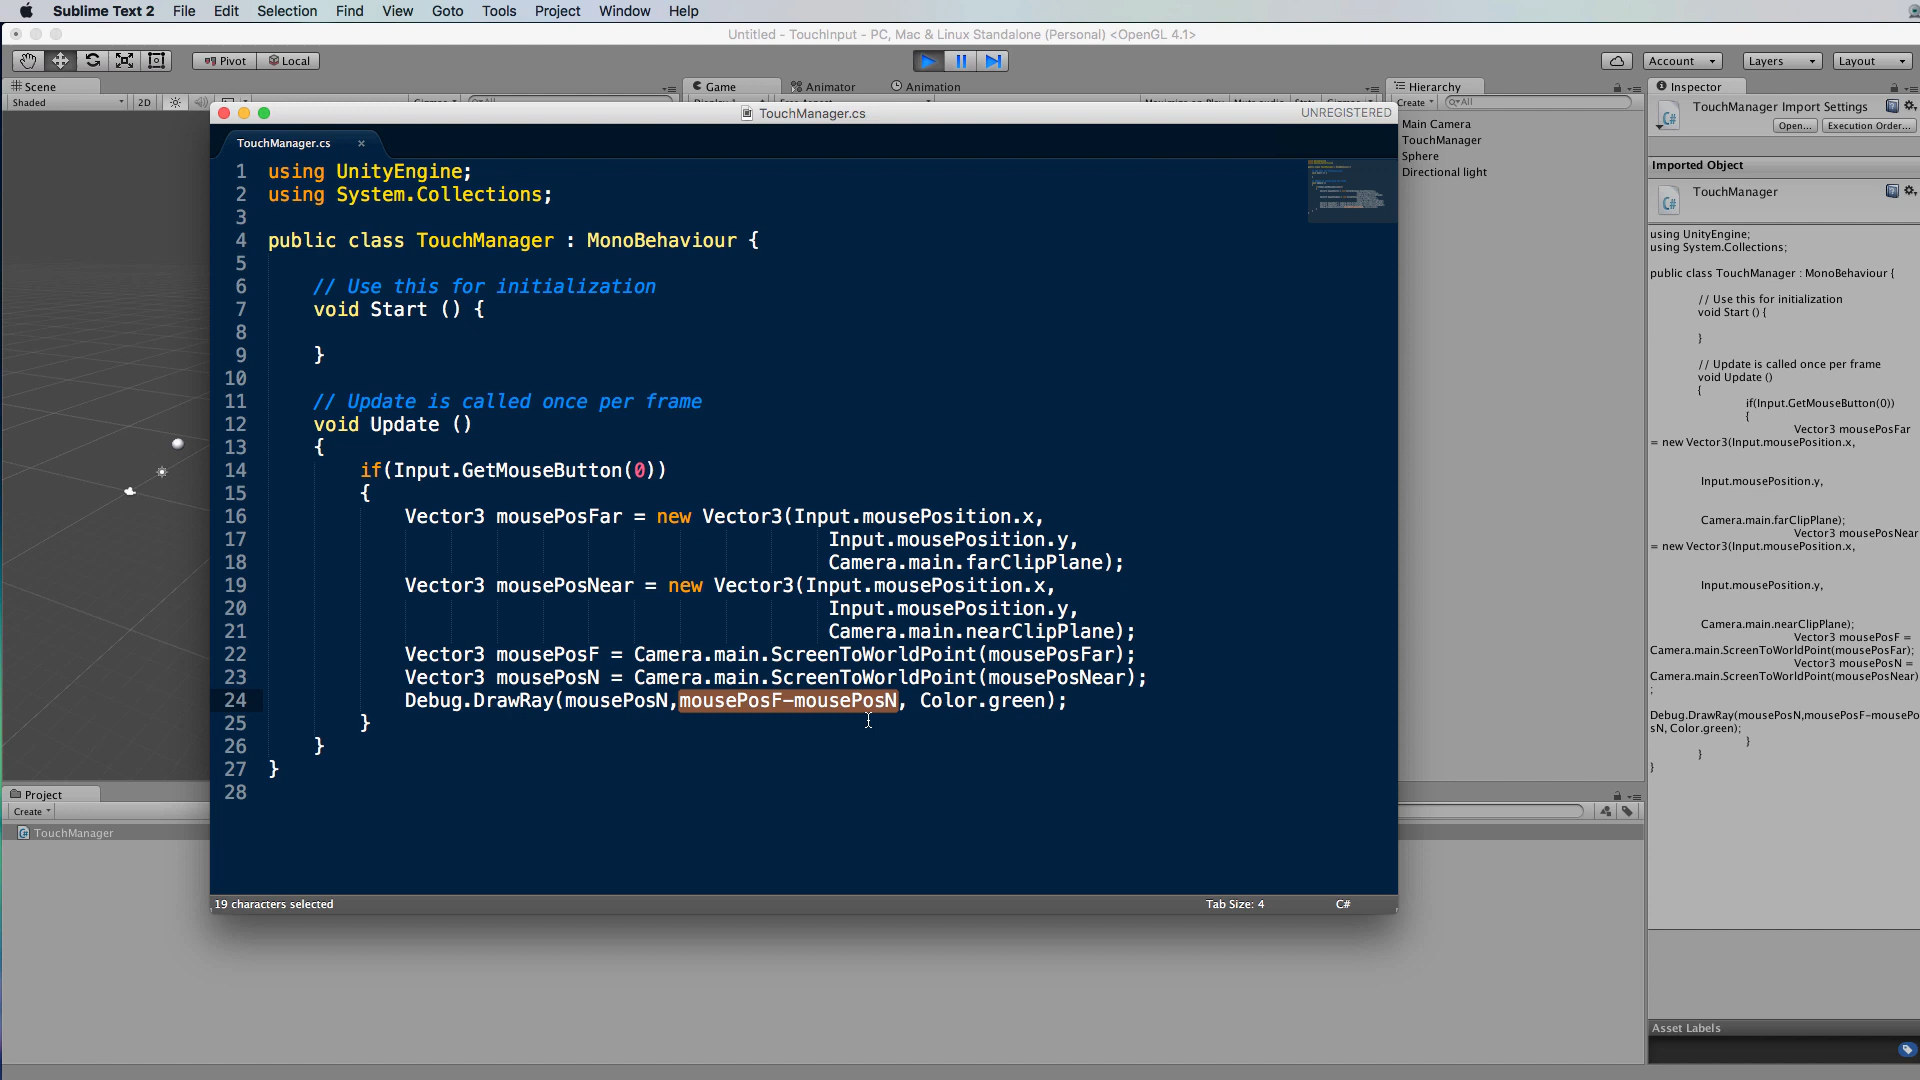 Sublime Text 2 File Edit Selection Find View Goto Tools Project Window Help
Untitled - TouchInput - PC, Mac & Linux Standalone (Personal) <OpenGL 4.1>
Pivot Local Account Layers Layout
Scene Game Animator Animation Hierarchy Inspector
Shaded 2D
Create All
TouchManager.cs UNREGISTERED
TouchManager.cs ×
1 using UnityEngine;
2 using System.Collections;
3
4 public class TouchManager : MonoBehaviour {
5
6 // Use this for initialization
7 void Start () {
8
9 }
10
11 // Update is called once per frame
12 void Update ()
13 {
14 if(Input.GetMouseButton(0))
15 {
16 Vector3 mousePosFar = new Vector3(Input.mousePosition.x,
17 Input.mousePosition.y,
18 Camera.main.farClipPlane);
19 Vector3 mousePosNear = new Vector3(Input.mousePosition.x,
20 Input.mousePosition.y,
21 Camera.main.nearClipPlane);
22 Vector3 mousePosF = Camera.main.ScreenToWorldPoint(mousePosFar);
23 Vector3 mousePosN = Camera.main.ScreenToWorldPoint(mousePosNear);
24 Debug.DrawRay(mousePosN,mousePosF-mousePosN, Color.green);
25 }
26 }
27 }
28
19 characters selected Tab Size: 4 C#
Main Camera
TouchManager
Sphere
Directional light
TouchManager Import Settings
Open... Execution Order...
Imported Object
TouchManager
using UnityEngine;
using System.Collections;
public class TouchManager : MonoBehaviour {
// Use this for initialization
void Start () {
}
// Update is called once per frame
void Update ()
{
if(Input.GetMouseButton(0))
{
Vector3 mousePosFar
= new Vector3(Input.mousePosition.x,
Input.mousePosition.y,
Camera.main.farClipPlane);
Vector3 mousePosNear
= new Vector3(Input.mousePosition.x,
Input.mousePosition.y,
Camera.main.nearClipPlane);
Vector3 mousePosF =
Camera.main.ScreenToWorldPoint(mousePosFar);
Vector3 mousePosN =
Camera.main.ScreenToWorldPoint(mousePosNear)
;
Debug.DrawRay(mousePosN,mousePosF-mousePo
sN, Color.green);
}
}
}
Project
Create
TouchManager
Asset Labels